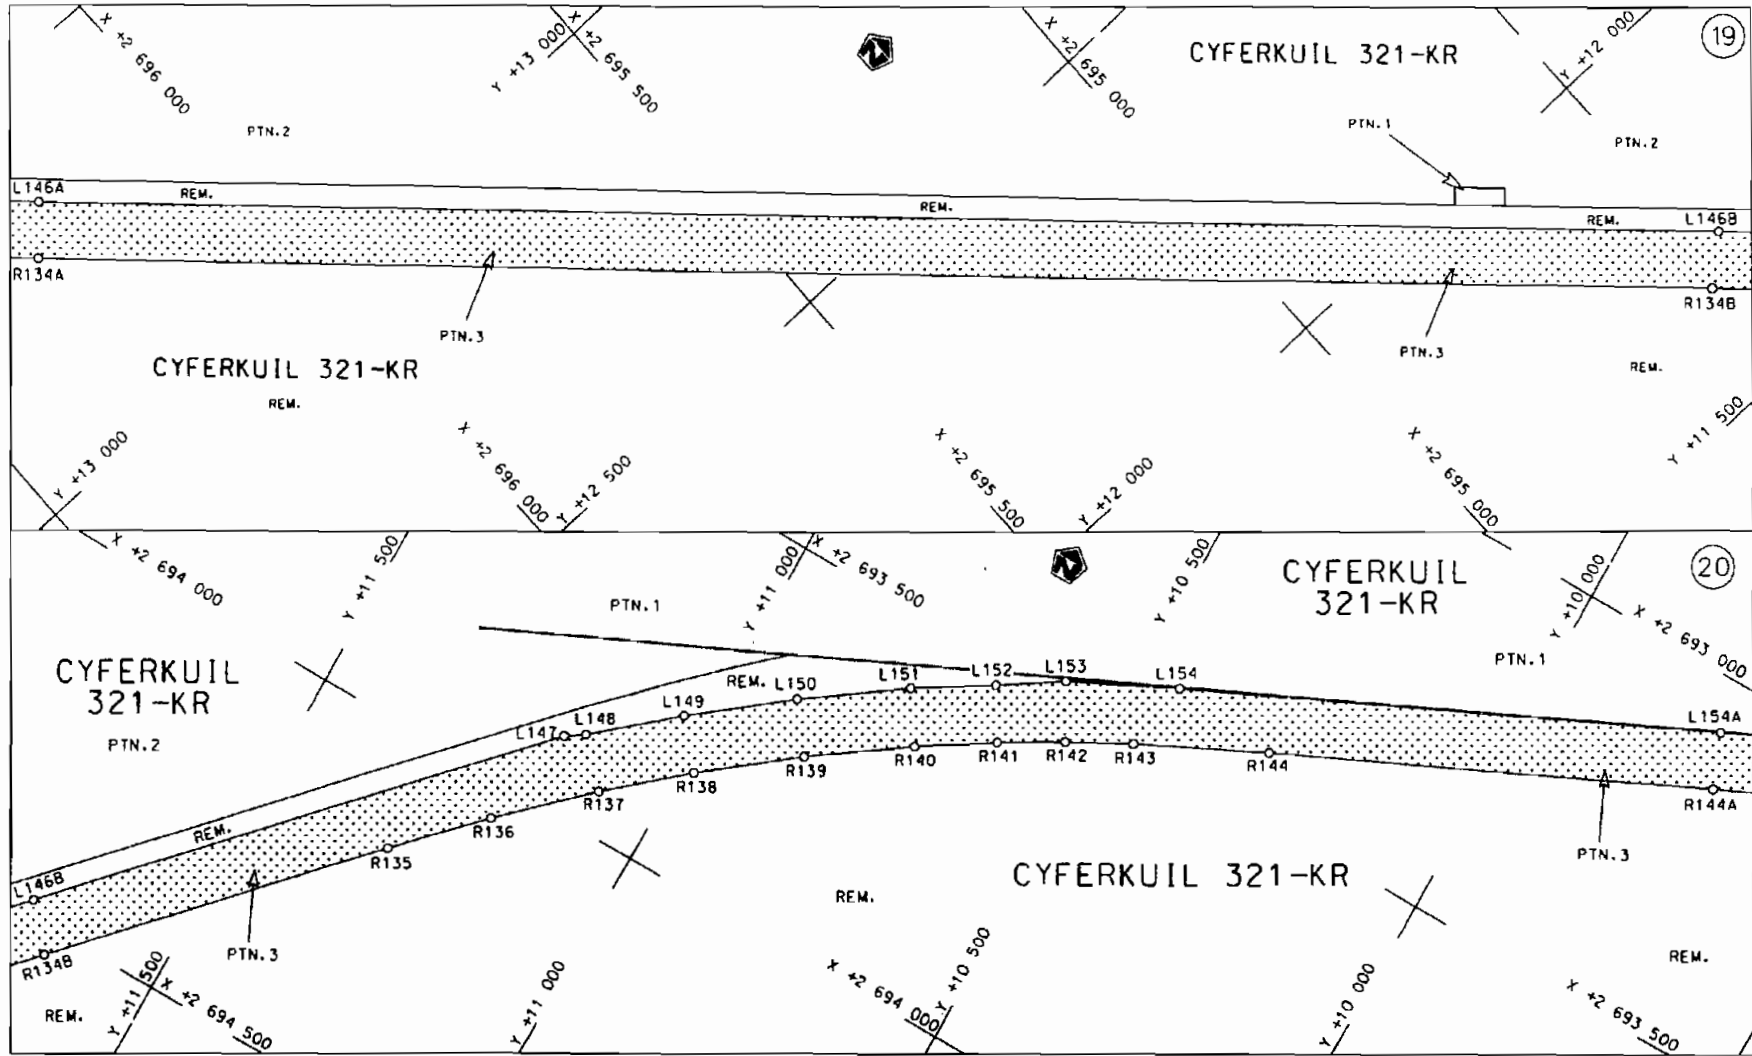 X +2 696 000
Y +13 000
X +2 695 500
N
X +2 695 000
CYFERKUIL 321-KR
Y +12 000
19
PTN.2
PTN.1
PTN.2
L146A
REM.
REM.
REM.
L146B
R134A
R134B
PTN.3
PTN.3
CYFERKUIL 321-KR
REM.
REM.
Y +13 000
X +2 696 000
Y +12 500
X +2 695 500
Y +12 000
X +2 695 000
Y +11 500
X +2 694 000
Y +11 500
Y +11 000
X +2 693 500
N
Y +10 500
CYFERKUIL
321-KR
Y +10 000
20
PTN.1
X +2 693 000
PTN.1
CYFERKUIL
321-KR
PTN.2
REM.
L147
L148
L149
L150
L151
L152
L153
L154
L154A
R139
R140
R141
R142
R143
R144
R144A
R138
R137
R136
R135
REM.
L146B
R134B
PTN.3
PTN.3
CYFERKUIL 321-KR
REM.
REM.
REM.
Y +11 500
X +2 694 500
Y +11 000
X +2 694 000
Y +10 500
Y +10 000
X +2 693 500